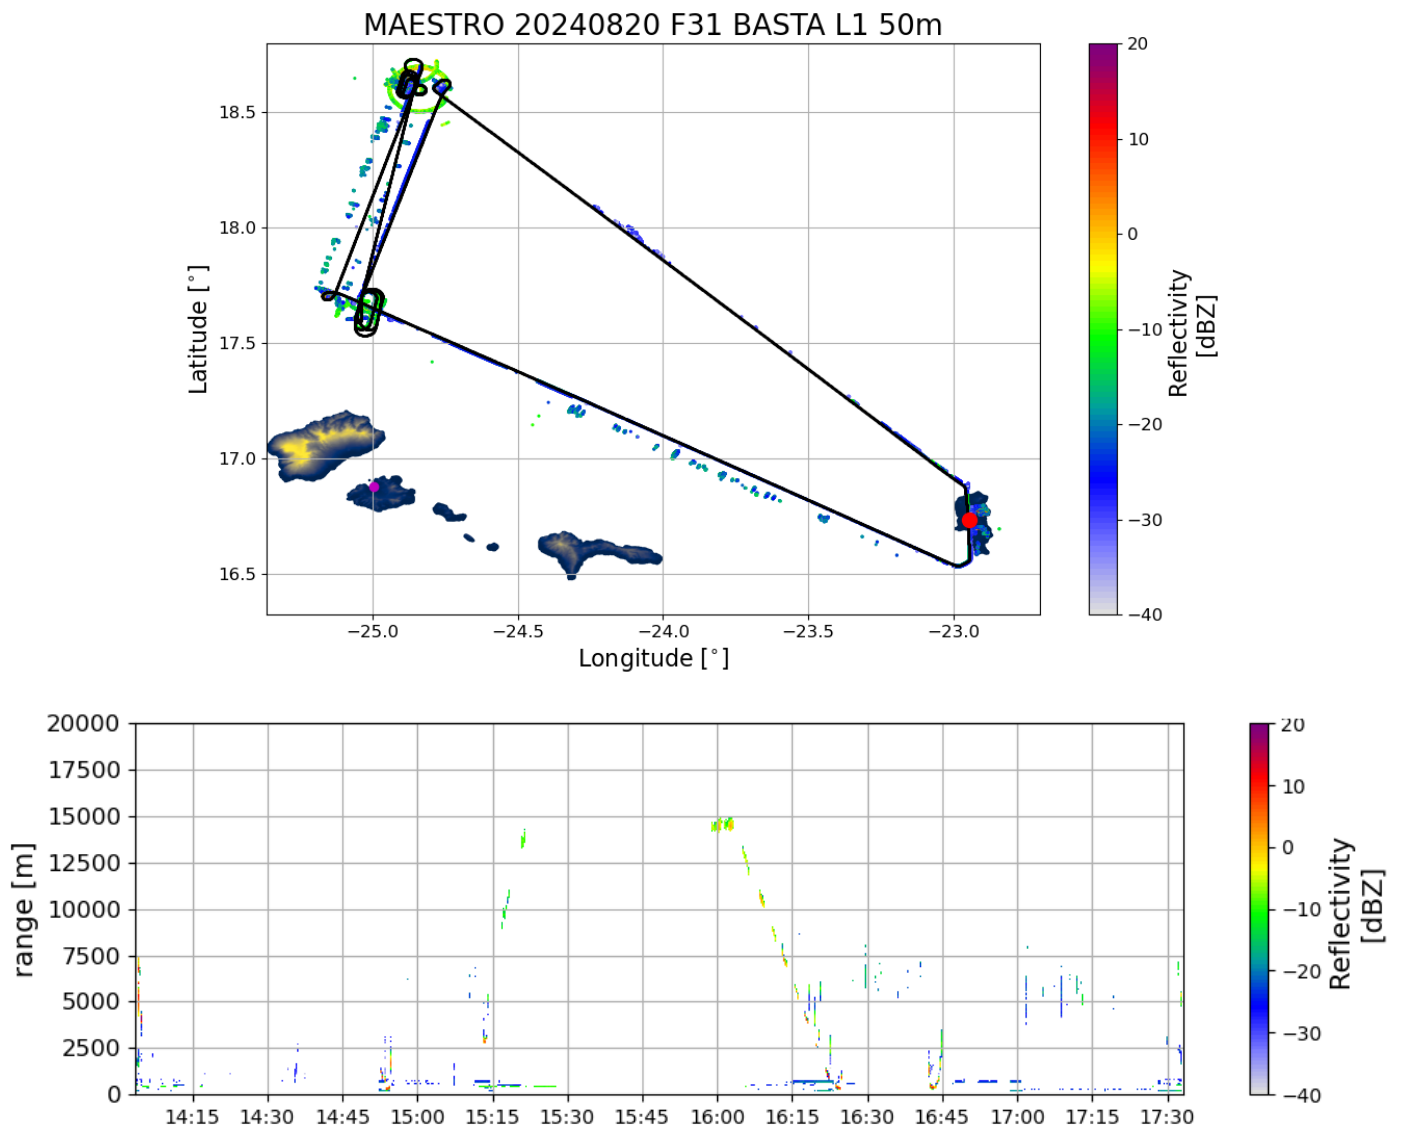 MAESTRO 20240820 F31 BASTA L1 50m
18.5
18.0
17.5
17.0
16.5
Latitude [°]
−25.0 −24.5 −24.0 −23.5 −23.0
Longitude [°]
20
10
0
−10
−20
−30
−40
Reflectivity
[dBZ]
20000
17500
15000
12500
10000
7500
5000
2500
0
range [m]
14:15 14:30 14:45 15:00 15:15 15:30 15:45 16:00 16:15 16:30 16:45 17:00 17:15 17:30
20
10
0
−10
−20
−30
−40
Reflectivity
[dBZ]